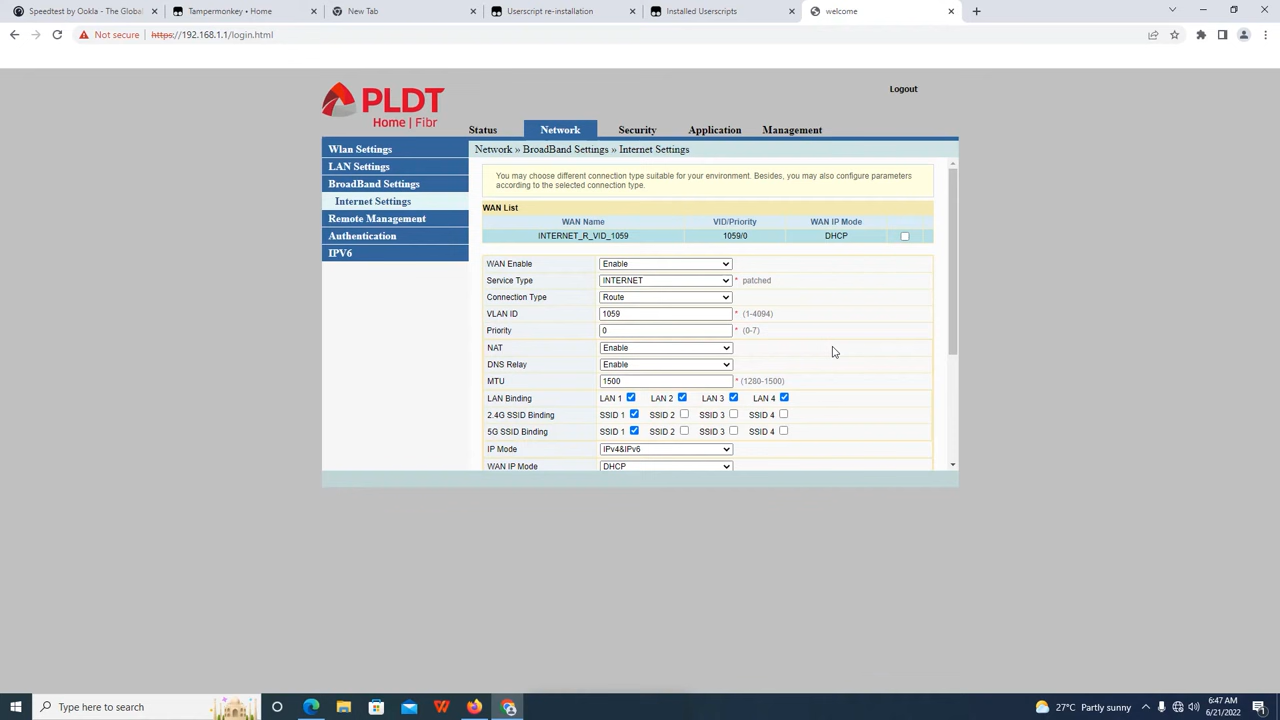 Speedtest by Ookla - The Global
Tampermonkey • Home
New Tab
Userscript re-installation
Installed Userscripts
welcome
Not secure
https://192.168.1.1/login.html
PLDT
Home | Fibr
Logout
Status
Network
Security
Application
Management
Wlan Settings
LAN Settings
BroadBand Settings
Internet Settings
Remote Management
Authentication
IPV6
Network » BroadBand Settings » Internet Settings
You may choose different connection type suitable for your environment. Besides, you may also configure parameters
according to the selected connection type.
WAN List
WAN Name VID/Priority WAN IP Mode
INTERNET_R_VID_1059 1059/0 DHCP
WAN Enable Enable
Service Type INTERNET * patched
Connection Type Route
VLAN ID 1059 * (1-4094)
Priority 0 * (0-7)
NAT Enable
DNS Relay Enable
MTU 1500 * (1280-1500)
LAN Binding LAN 1 LAN 2 LAN 3 LAN 4
2.4G SSID Binding SSID 1 SSID 2 SSID 3 SSID 4
5G SSID Binding SSID 1 SSID 2 SSID 3 SSID 4
IP Mode IPv4&IPv6
WAN IP Mode DHCP
Type here to search
27°C Partly sunny
6:47 AM
6/21/2022
1